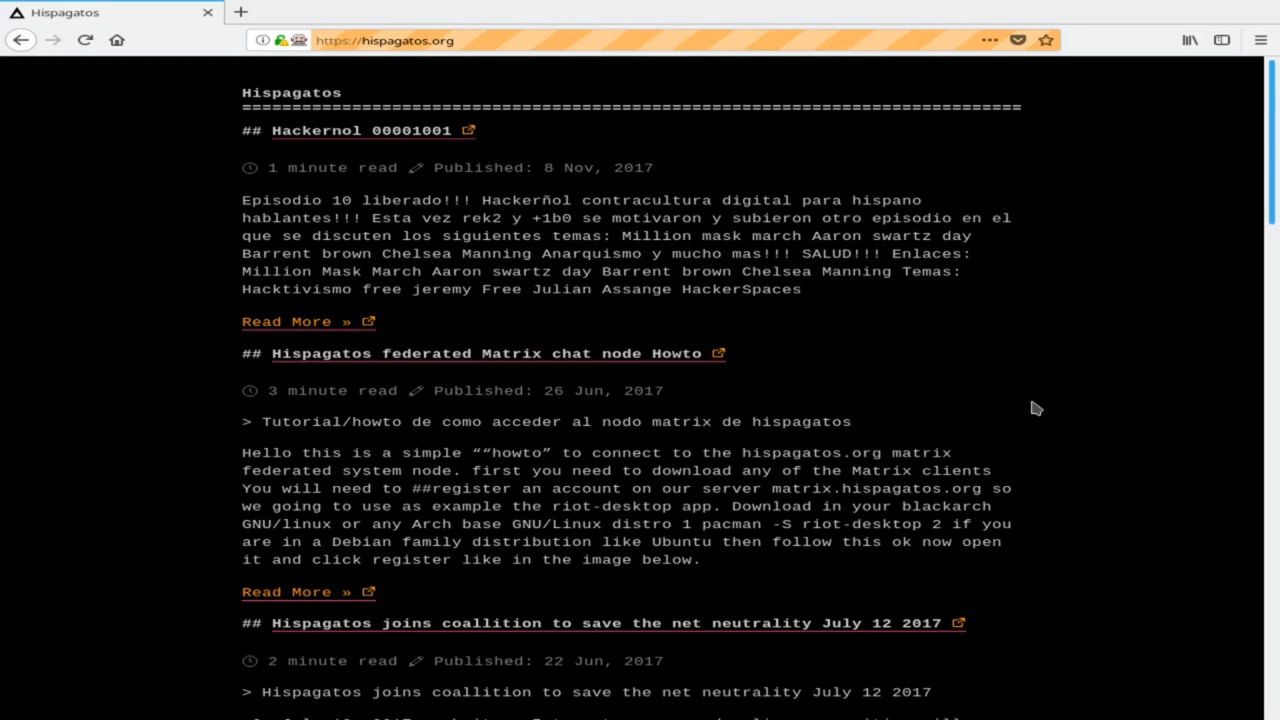 Hispagatos
https://hispagatos.org
Hispagatos
==============================================================================
## Hackernol 00001001
1 minute read Published: 8 Nov, 2017
Episodio 10 liberado!!! Hackerñol contracultura digital para hispano
hablantes!!! Esta vez rek2 y +1b0 se motivaron y subieron otro episodio en el
que se discuten los siguientes temas: Million mask march Aaron swartz day
Barrent brown Chelsea Manning Anarquismo y mucho mas!!! SALUD!!! Enlaces:
Million Mask March Aaron swartz day Barrent brown Chelsea Manning Temas:
Hacktivismo free jeremy Free Julian Assange HackerSpaces
Read More »
## Hispagatos federated Matrix chat node Howto
3 minute read Published: 26 Jun, 2017
> Tutorial/howto de como acceder al nodo matrix de hispagatos
Hello this is a simple ““howto” to connect to the hispagatos.org matrix
federated system node. first you need to download any of the Matrix clients
You will need to ##register an account on our server matrix.hispagatos.org so
we going to use as example the riot-desktop app. Download in your blackarch
GNU/linux or any Arch base GNU/Linux distro 1 pacman -S riot-desktop 2 if you
are in a Debian family distribution like Ubuntu then follow this ok now open
it and click register like in the image below.
Read More »
## Hispagatos joins coallition to save the net neutrality July 12 2017
2 minute read Published: 22 Jun, 2017
> Hispagatos joins coallition to save the net neutrality July 12 2017